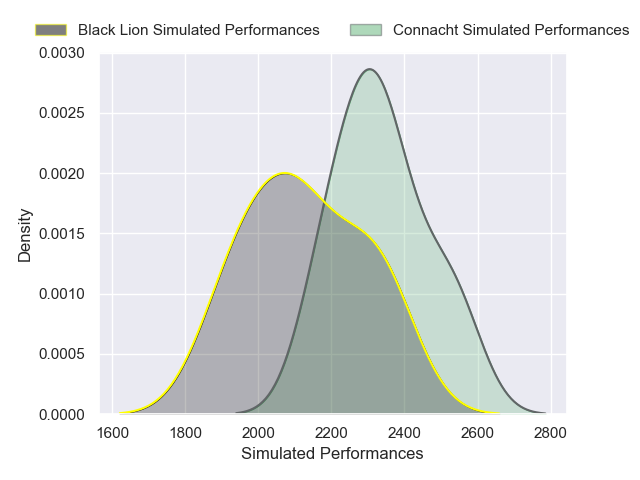 Black Lion Simulated Performances Connacht Simulated Performances
0.0030
0.0025
0.0020
0.0015
0.0010
0.0005
0.0000
Density
1600 1800 2000 2200 2400 2600 2800
Simulated Performances